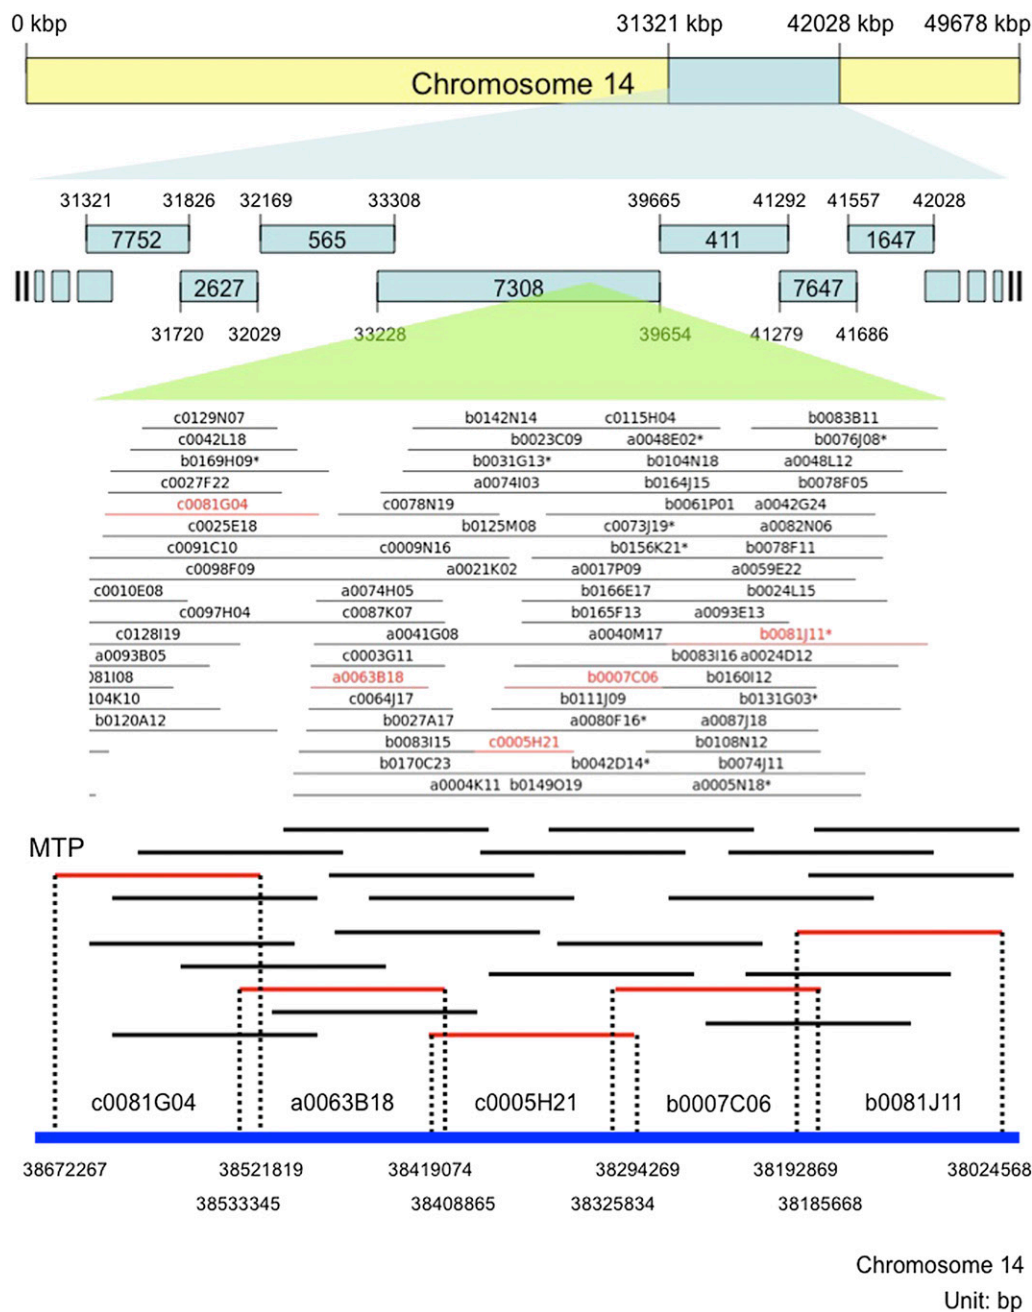 0 kbp 31321 kbp 42028 kbp 49678 kbp
Chromosome 14
31321 31826 32169 33308 39665 41292 41557 42028
7752 565 411 1647
2627 7308 7647
31720 32029 33228 39654 41279 41686
c0129N07 b0142N14 c0115H04 b0083B11
c0042L18 b0023C09 a0048E02* b0076J08*
b0169H09* b0031G13* b0104N18 a0048L12
c0027F22 a0074I03 b0164J15 b0078F05
c0081G04 c0078N19 b0061P01 a0042G24
c0025E18 b0125M08 c0073J19* a0082N06
c0091C10 c0009N16 b0156K21* b0078F11
c0098F09 a0021K02 a0017P09 a0059E22
c0010E08 a0074H05 b0166E17 b0024L15
c0097H04 c0087K07 b0165F13 a0093E13
c0128I19 a0041G08 a0040M17 b0081J11*
a0093B05 c0003G11 b0083I16 a0024D12
081I08 a0063B18 b0007C06 b0160I12
104K10 c0064J17 b0111J09 b0131G03*
b0120A12 b0027A17 a0080F16* a0087J18
b0083I15 c0005H21 b0108N12
b0170C23 b0042D14* b0074J11
a0004K11 b0149O19 a0005N18*
MTP
c0081G04 a0063B18 c0005H21 b0007C06 b0081J11
38672267 38521819 38419074 38294269 38192869 38024568
38533345 38408865 38325834 38185668
Chromosome 14
Unit: bp